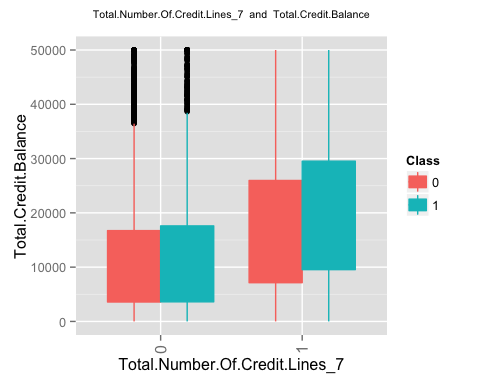 Total.Number.Of.Credit.Lines_7 and Total.Credit.Balance
50000
40000
30000
20000
10000
0
Total.Credit.Balance
0
1
Total.Number.Of.Credit.Lines_7
Class
0
1